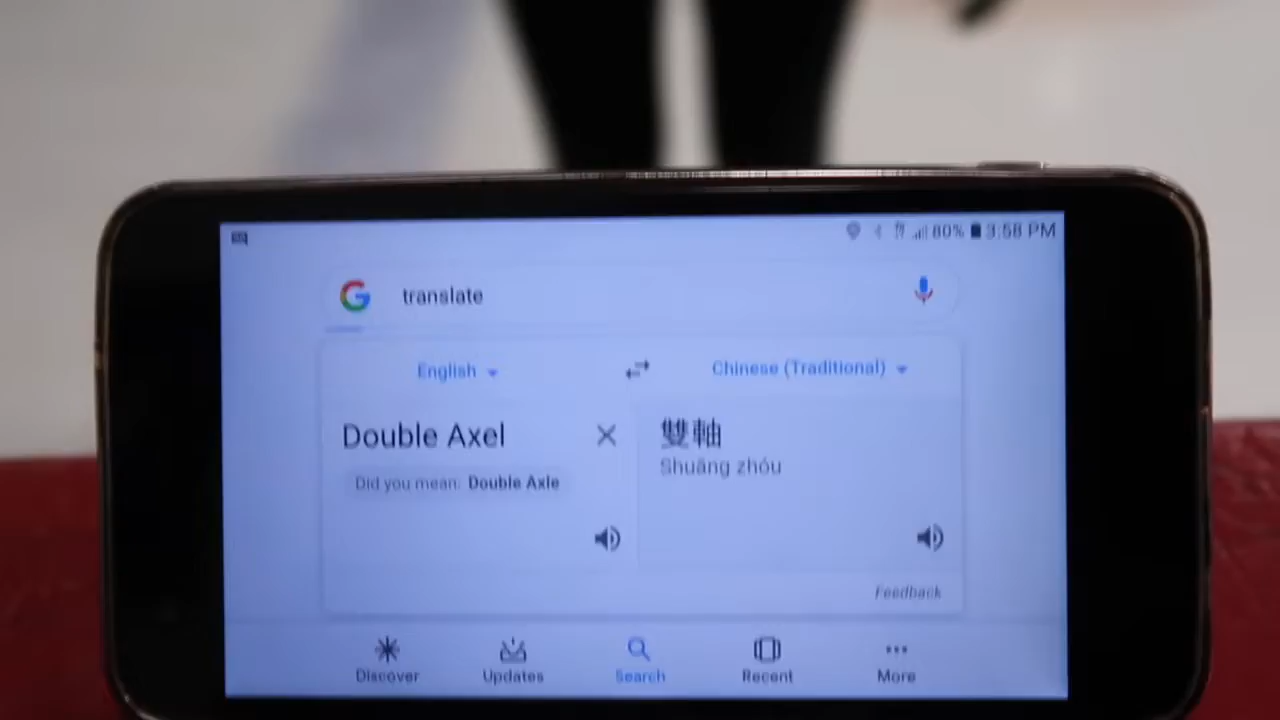 80% 3:58 PM
translate
English
Chinese (Traditional)
Double Axel
雙軸
Shuāng zhóu
Did you mean: Double Axle
Feedback
Discover Updates Search Recent More